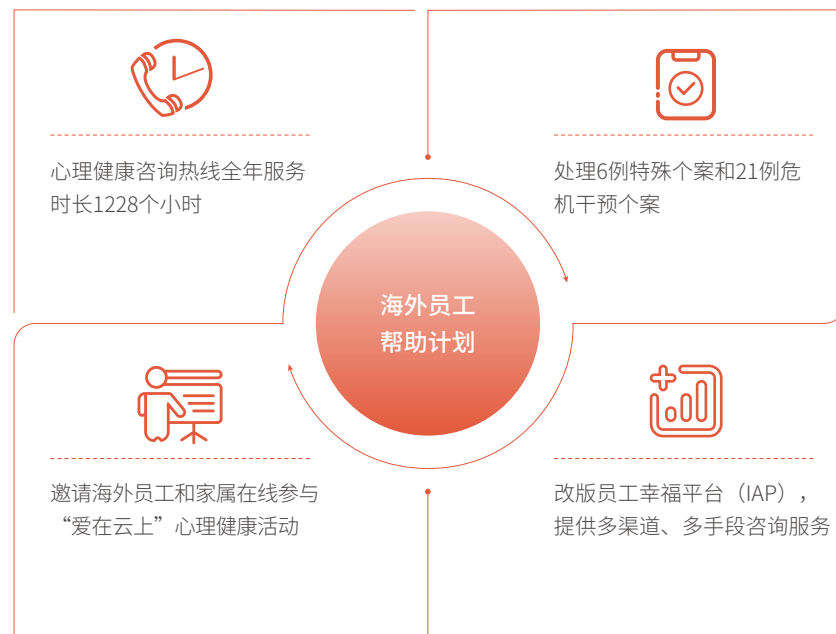 心理健康咨询热线全年服务
时长1228个小时
处理6例特殊个案和21例危
机干预个案
海外员工
帮助计划
邀请海外员工和家属在线参与
“爱在云上”心理健康活动
改版员工幸福平台（IAP），
提供多渠道、多手段咨询服务